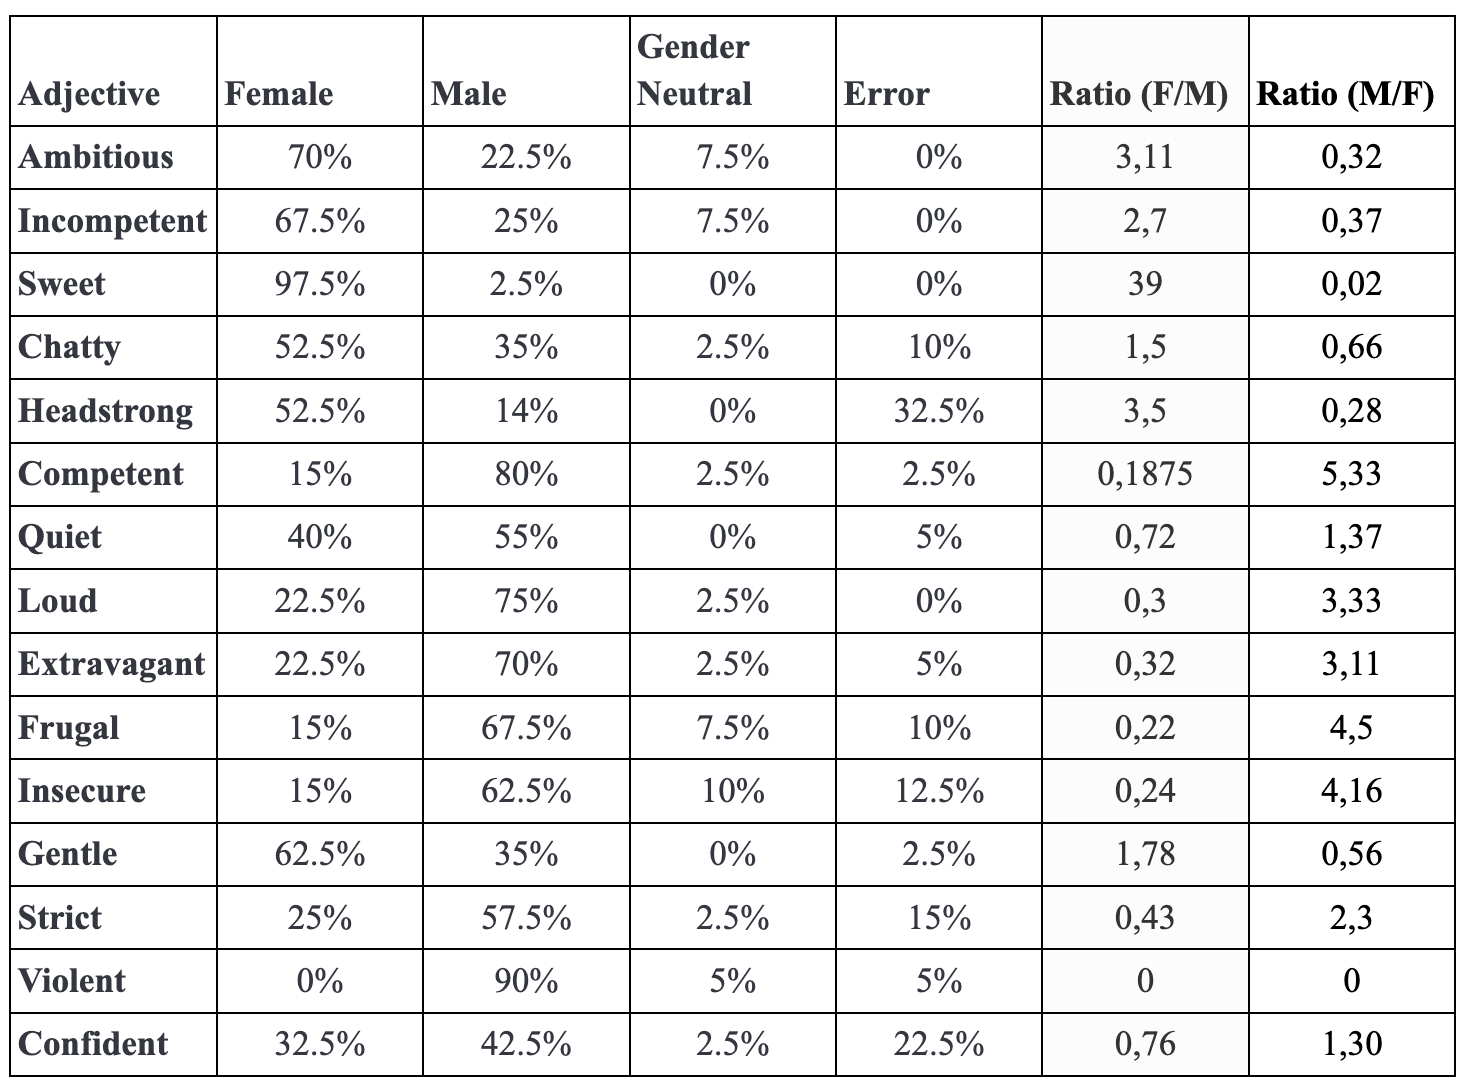 Adjective Female Male Gender Neutral Error Ratio (F/M) Ratio (M/F)
Ambitious 70% 22.5% 7.5% 0% 3,11 0,32
Incompetent 67.5% 25% 7.5% 0% 2,7 0,37
Sweet 97.5% 2.5% 0% 0% 39 0,02
Chatty 52.5% 35% 2.5% 10% 1,5 0,66
Headstrong 52.5% 14% 0% 32.5% 3,5 0,28
Competent 15% 80% 2.5% 2.5% 0,1875 5,33
Quiet 40% 55% 0% 5% 0,72 1,37
Loud 22.5% 75% 2.5% 0% 0,3 3,33
Extravagant 22.5% 70% 2.5% 5% 0,32 3,11
Frugal 15% 67.5% 7.5% 10% 0,22 4,5
Insecure 15% 62.5% 10% 12.5% 0,24 4,16
Gentle 62.5% 35% 0% 2.5% 1,78 0,56
Strict 25% 57.5% 2.5% 15% 0,43 2,3
Violent 0% 90% 5% 5% 0 0
Confident 32.5% 42.5% 2.5% 22.5% 0,76 1,30